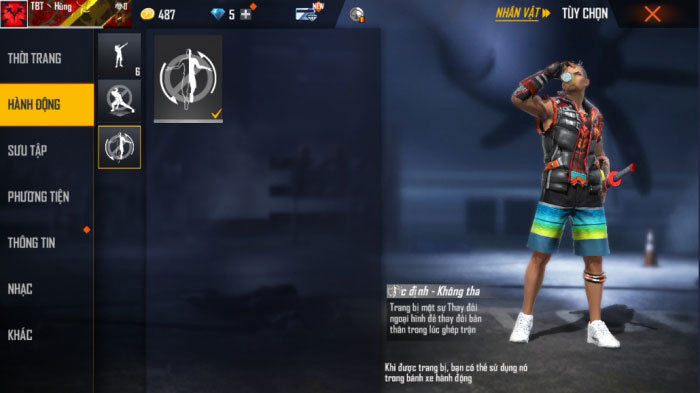 TBT - Hùng
487
5
NEW
NHÂN VẬT
TÙY CHỌN
THỜI TRANG
HÀNH ĐỘNG
SƯU TẬP
PHƯƠNG TIỆN
THÔNG TIN
NHẠC
KHÁC
6
0
c định - Không tha
Trang bị một sự Thay đổi
ngoại hình để thay đổi bản
thân trong lúc ghép trận
Khi được trang bị, bạn có thể sử dụng nó
trong bánh xe hành động